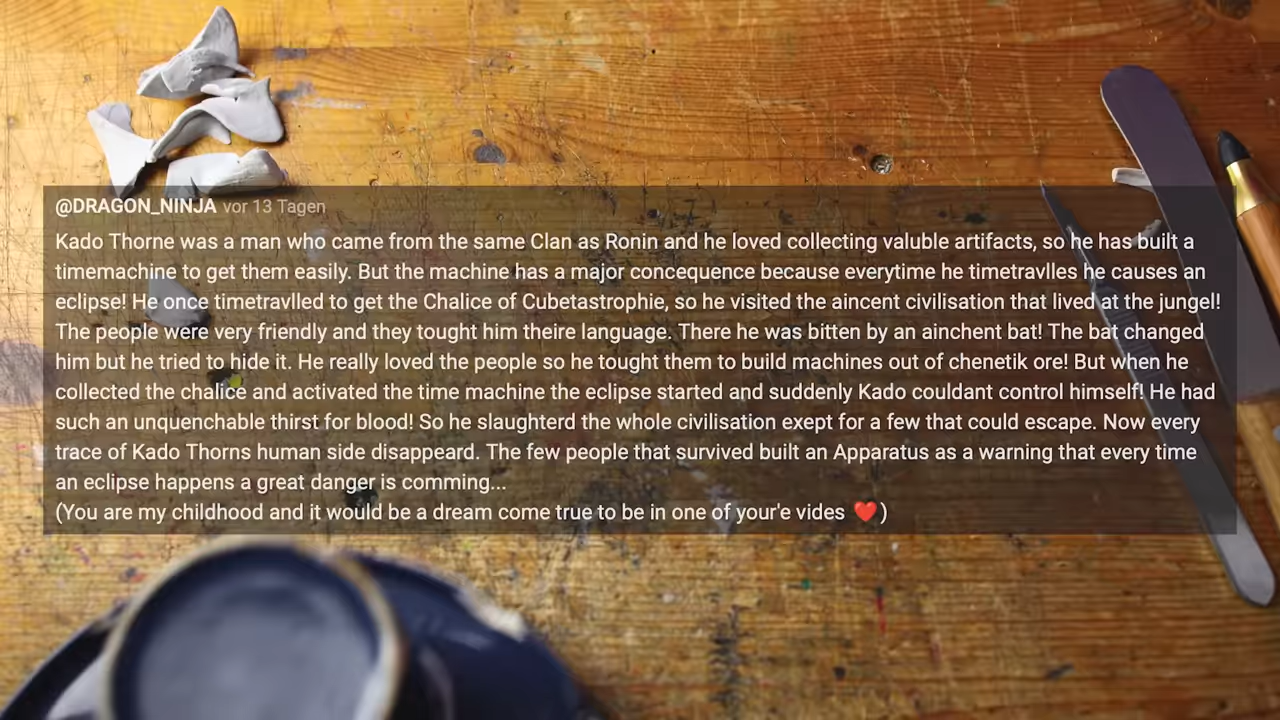 @DRAGON_NINJA vor 13 Tagen
Kado Thorne was a man who came from the same Clan as Ronin and he loved collecting valuble artifacts, so he has built a
timemachine to get them easily. But the machine has a major concequence because everytime he timetravlles he causes an
eclipse! He once timetravlled to get the Chalice of Cubetastrophie, so he visited the aincent civilisation that lived at the jungel!
The people were very friendly and they tought him theire language. There he was bitten by an ainchent bat! The bat changed
him but he tried to hide it. He really loved the people so he tought them to build machines out of chenetik ore! But when he
collected the chalice and activated the time machine the eclipse started and suddenly Kado couldant control himself! He had
such an unquenchable thirst for blood! So he slaughterd the whole civilisation exept for a few that could escape. Now every
trace of Kado Thorns human side disappeard. The few people that survived built an Apparatus as a warning that every time
an eclipse happens a great danger is comming...
(You are my childhood and it would be a dream come true to be in one of your'e vides ❤️)